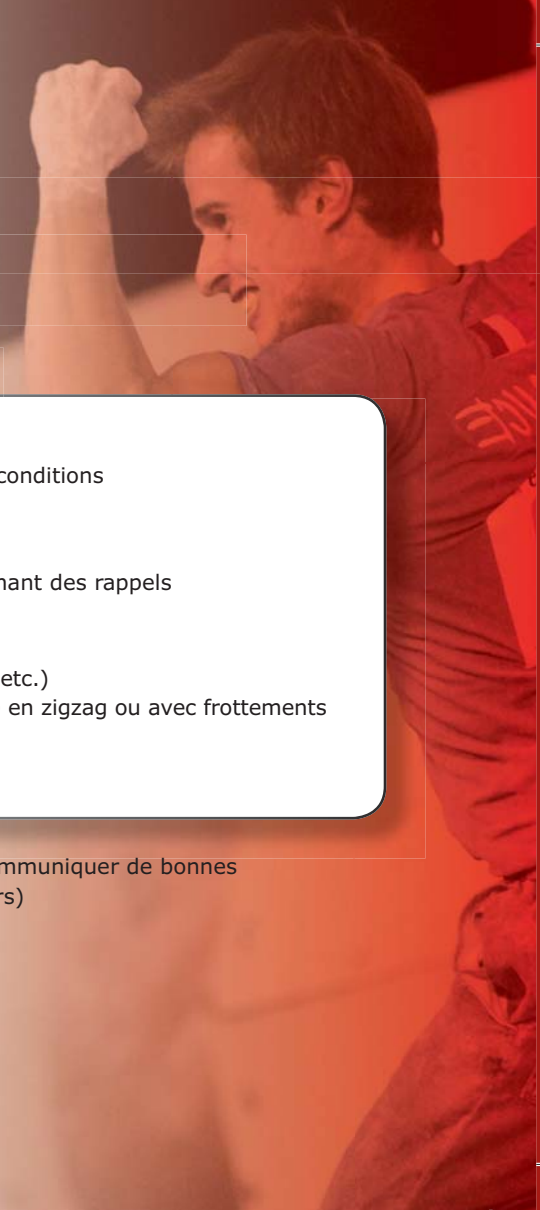 conditions
nant des rappels
etc.)
en zigzag ou avec frottements
mmuniquer de bonnes
rs)